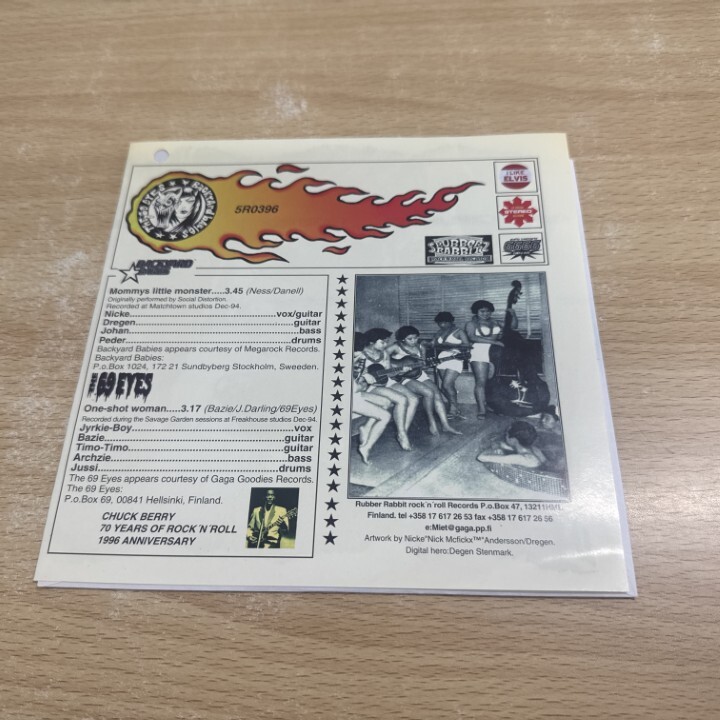 5R0396
I LIKE
ELVIS
STEREO
BACKYARD
BABIES
Mommys little monster.....3.45 (Ness/Danell)
Originally performed by Social Distortion.
Recorded at Matchtown studios Dec-94.
Nicke.......................................vox/guitar
Dregen...........................................guitar
Johan...............................................bass
Peder.............................................drums
Backyard Babies appears courtesy of Megarock Records.
Backyard Babies:
P.o.Box 1024, 172 21 Sundbyberg Stockholm, Sweden.
THE 69 EYES
One-shot woman.....3.17 (Bazie/J.Darling/69Eyes)
Recorded during the Savage Garden sessions at Freakhouse studios Dec-94.
Jyrkie-Boy..........................................vox
Bazie..............................................guitar
Timo-Timo......................................guitar
Archzie.............................................bass
Jussi..............................................drums
The 69 Eyes appears courtesy of Gaga Goodies Records.
The 69 Eyes:
P.o.Box 69, 00841 Hellsinki, Finland.
CHUCK BERRY
70 YEARS OF ROCK´N´ROLL
1996 ANNIVERSARY
Rubber Rabbit rock´n´roll Records P.o.Box 47, 13211
Finland. tel +358 17 617 26 53 fax +358 17 617 26 56
e:Miet@gaga.pp.fi
Artwork by Nicke"Nick Mcfickx™"Andersson/Dregen.
Digital hero:Degen Stenmark.